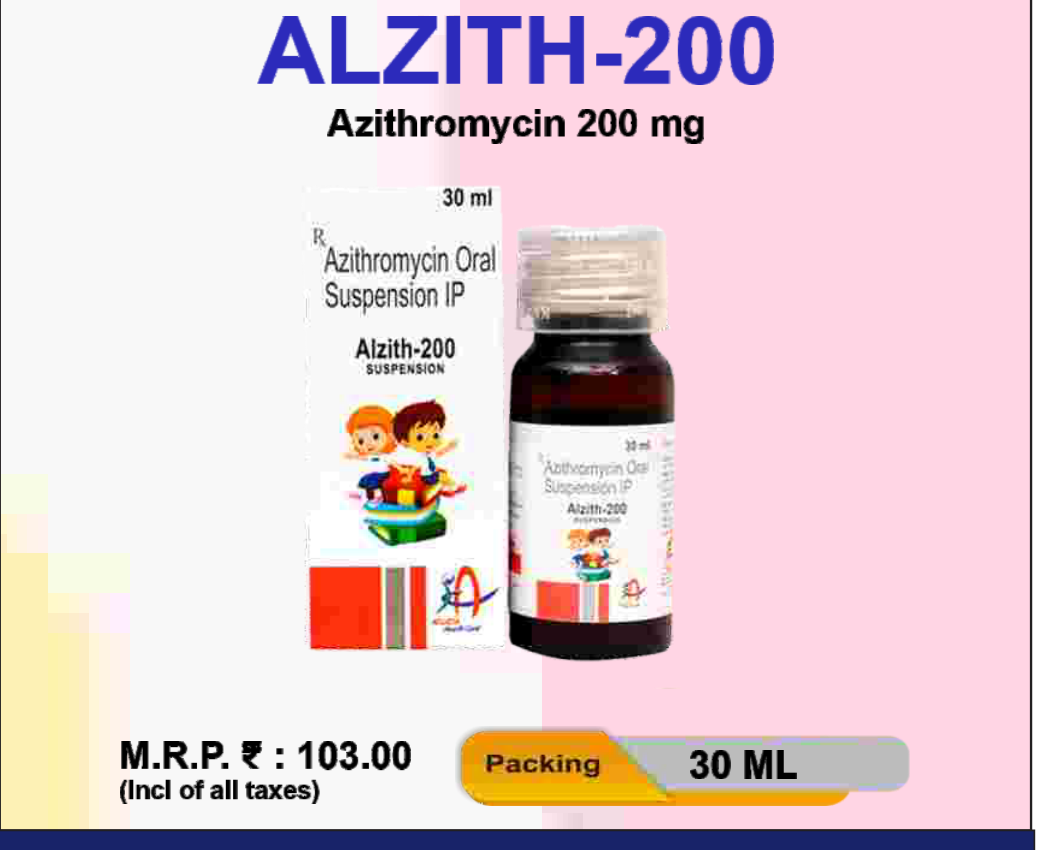 ALZITH-200
Azithromycin 200 mg
30 ml
R
Azithromycin Oral
Suspension IP
Alzith-200
SUSPENSION
30 ml
Azithromycin Oral
Suspension IP
Alzith-200
SUSPENSION
M.R.P. ₹ : 103.00
(Incl of all taxes)
Packing
30 ML